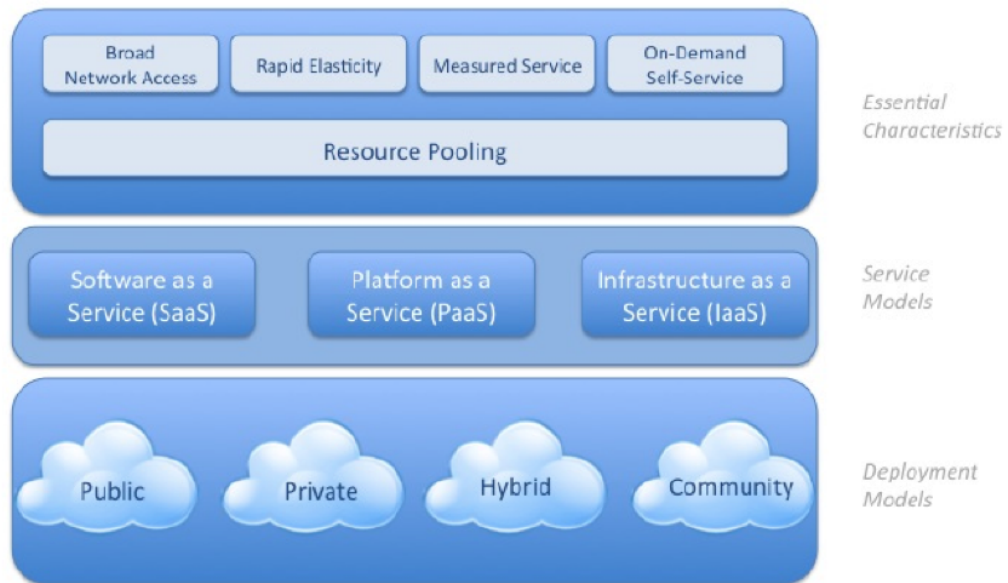 Broad
Network Access
Rapid Elasticity
Measured Service
On-Demand
Self-Service
Resource Pooling
Essential
Characteristics
Software as a
Service (SaaS)
Platform as a
Service (PaaS)
Infrastructure as a
Service (IaaS)
Service
Models
Public
Private
Hybrid
Community
Deployment
Models